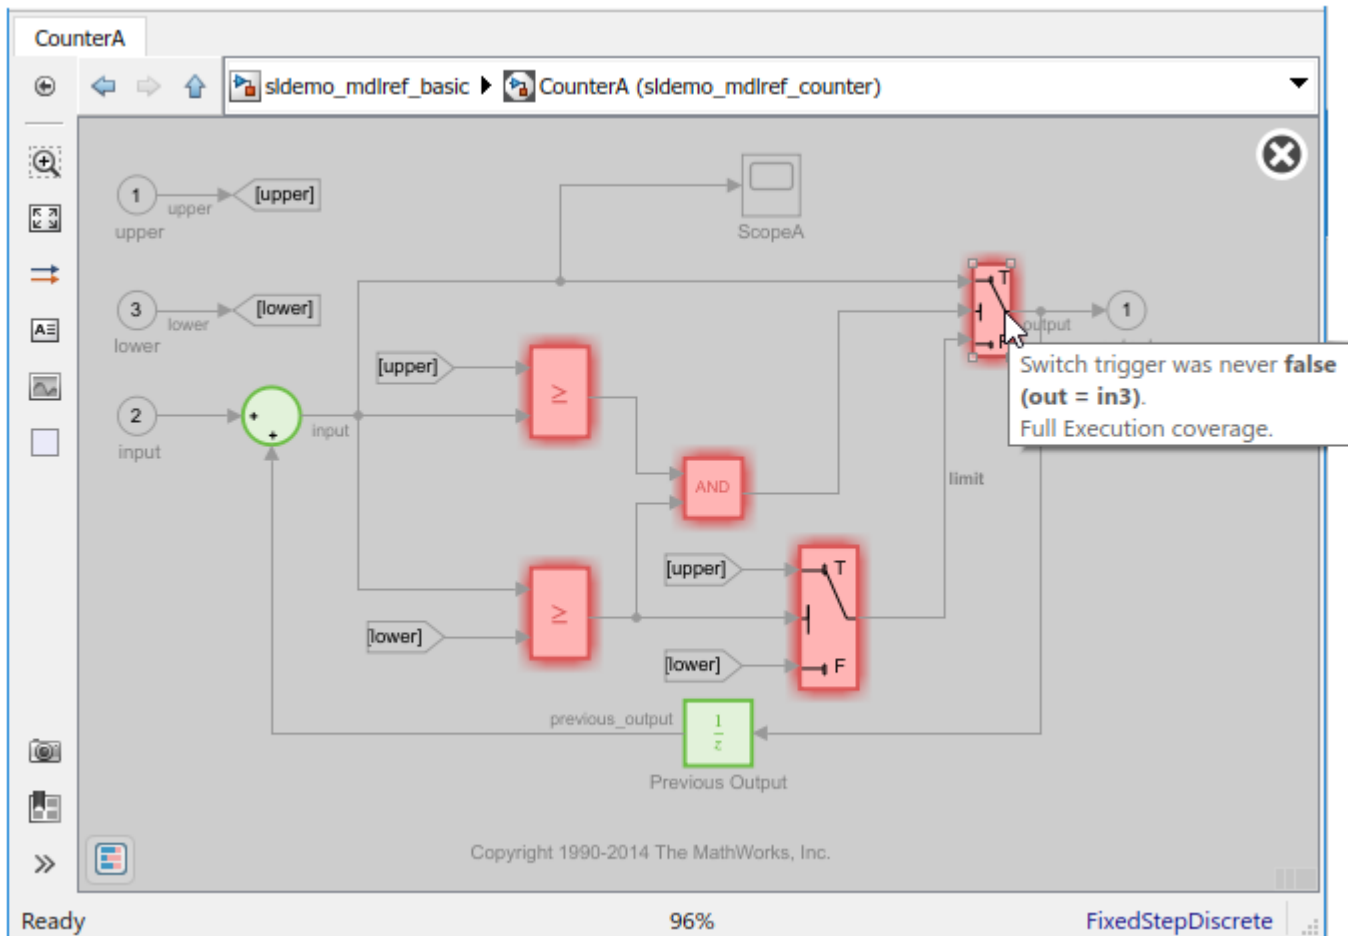 CounterA
sldemo_mdlref_basic CounterA (sldemo_mdlref_counter)
1 upper [upper]
upper
ScopeA
3 lower [lower]
lower
T
1
output
F
[upper]
≥
Switch trigger was never false
(out = in3).
Full Execution coverage.
2
+
+
input
input
AND
limit
[upper] T
≥
[lower]
[lower] F
previous_output
1
z
Previous Output
Copyright 1990-2014 The MathWorks, Inc.
Ready 96% FixedStepDiscrete